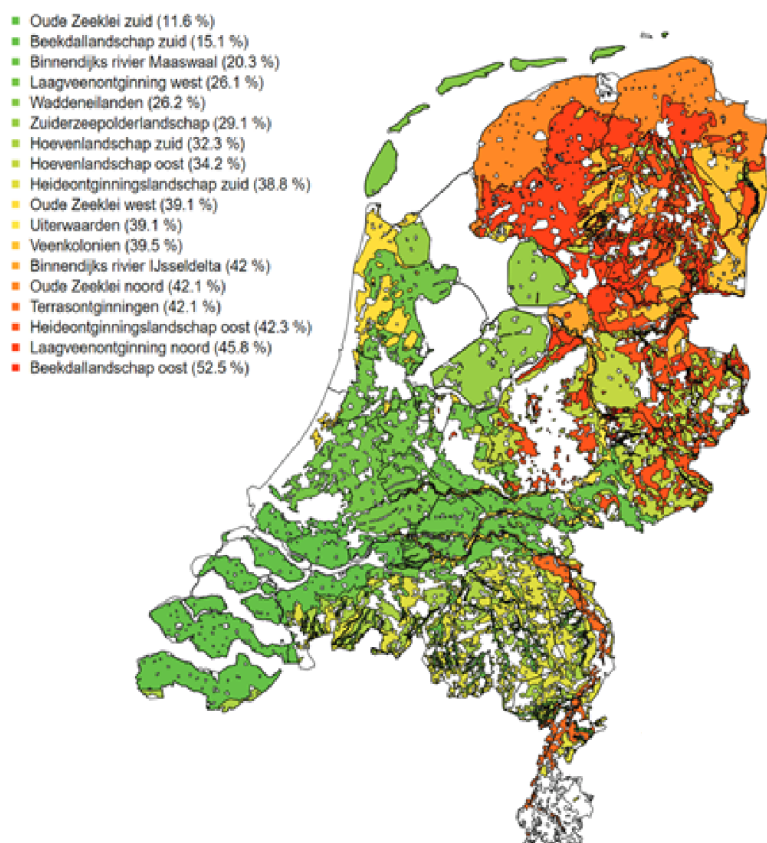 Oude Zeeklei zuid (11.6 %)
Beekdallandschap zuid (15.1 %)
Binnendijks rivier Maaswaal (20.3 %)
Laagveenontginning west (26.1 %)
Waddeneilanden (26.2 %)
Zuiderzeepolderlandschap (29.1 %)
Hoevenlandschap zuid (32.3 %)
Hoevenlandschap oost (34.2 %)
Heideontginningslandschap zuid (38.8 %)
Oude Zeeklei west (39.1 %)
Uiterwaarden (39.1 %)
Veenkolonien (39.5 %)
Binnendijks rivier IJsseldelta (42 %)
Oude Zeeklei noord (42.1 %)
Terrasontginningen (42.1 %)
Heideontginningslandschap oost (42.3 %)
Laagveenontginning noord (45.8 %)
Beekdallandschap oost (52.5 %)